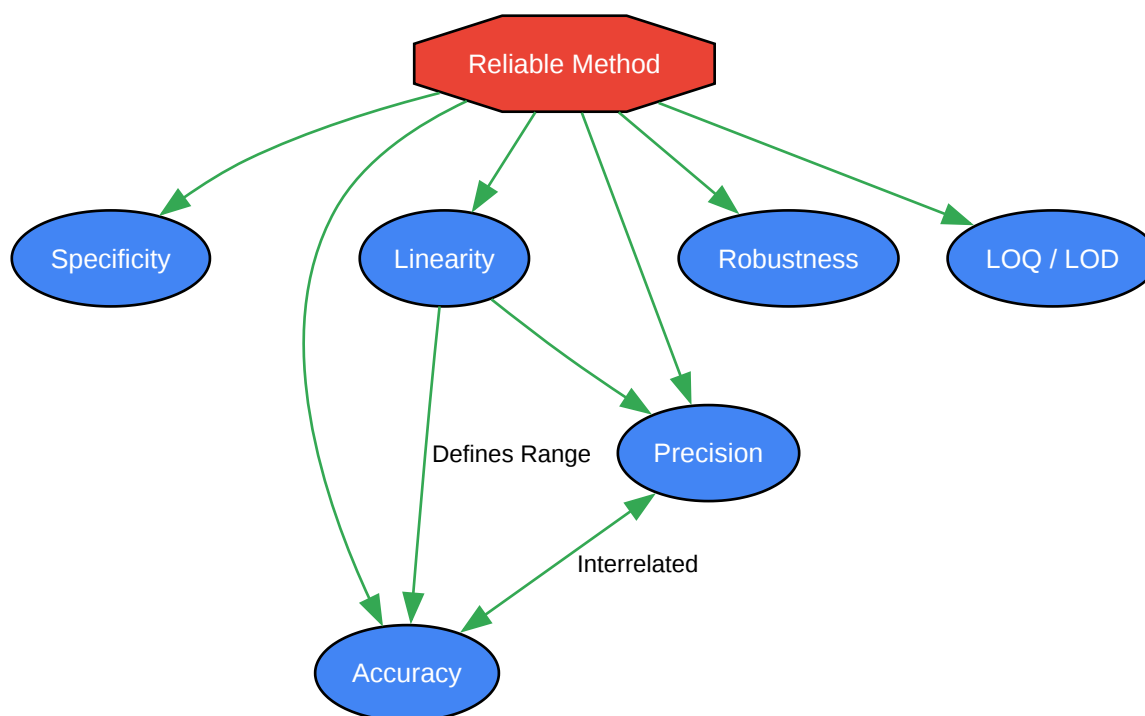 Reliable Method
Specificity
Linearity
Robustness
LOQ / LOD
Defines Range
Precision
Interrelated
Accuracy